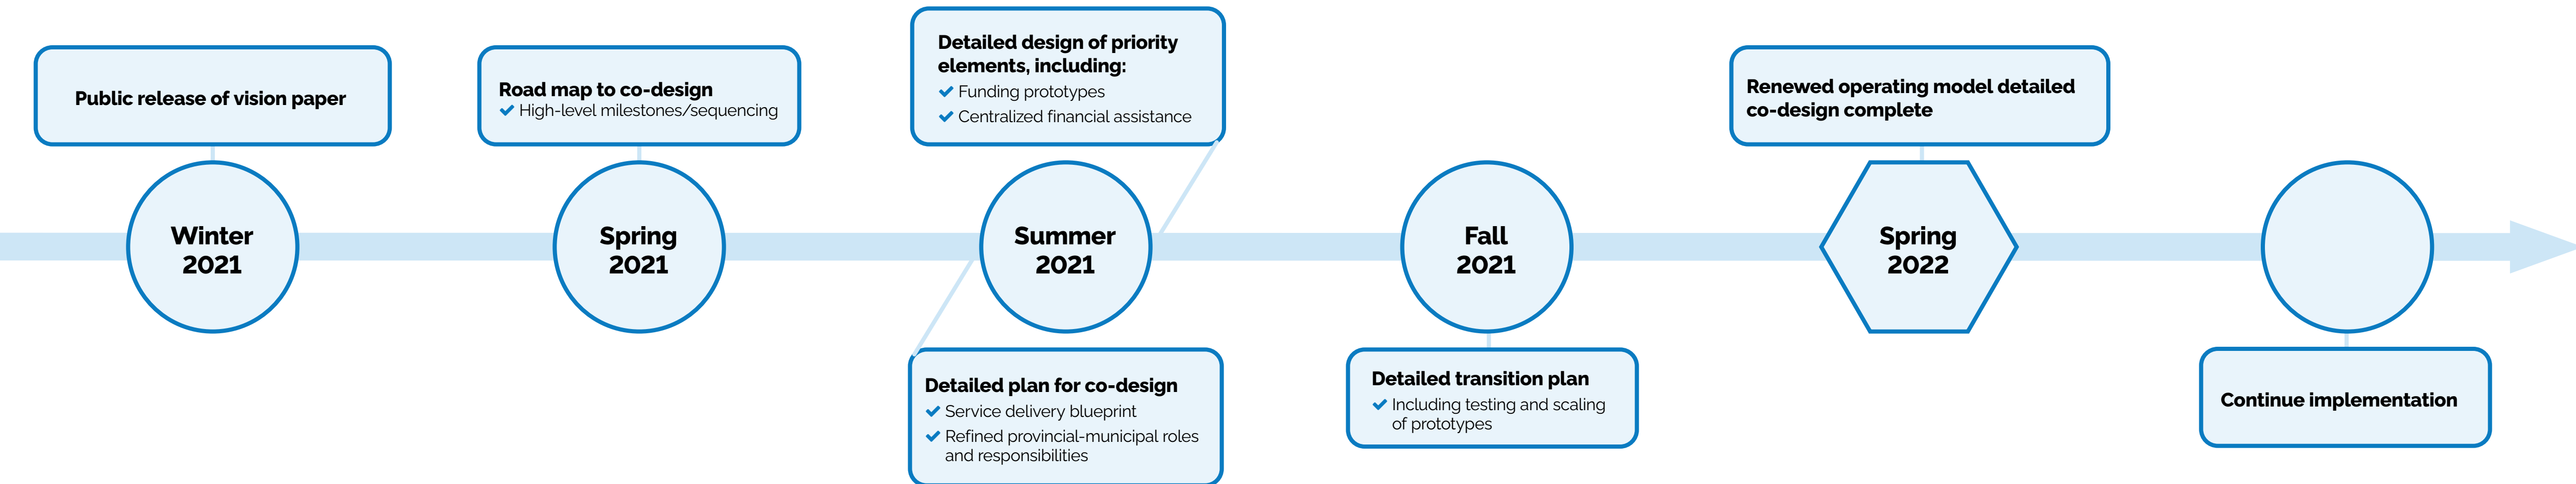 Public release of vision paper
Winter
2021
Road map to co-design
High-level milestones/sequencing
Spring
2021
Detailed design of priority
elements, including:
Funding prototypes
Centralized financial assistance
Summer
2021
Detailed plan for co-design
Service delivery blueprint
Refined provincial-municipal roles
and responsibilities
Fall
2021
Detailed transition plan
Including testing and scaling
of prototypes
Renewed operating model detailed
co-design complete
Spring
2022
Continue implementation